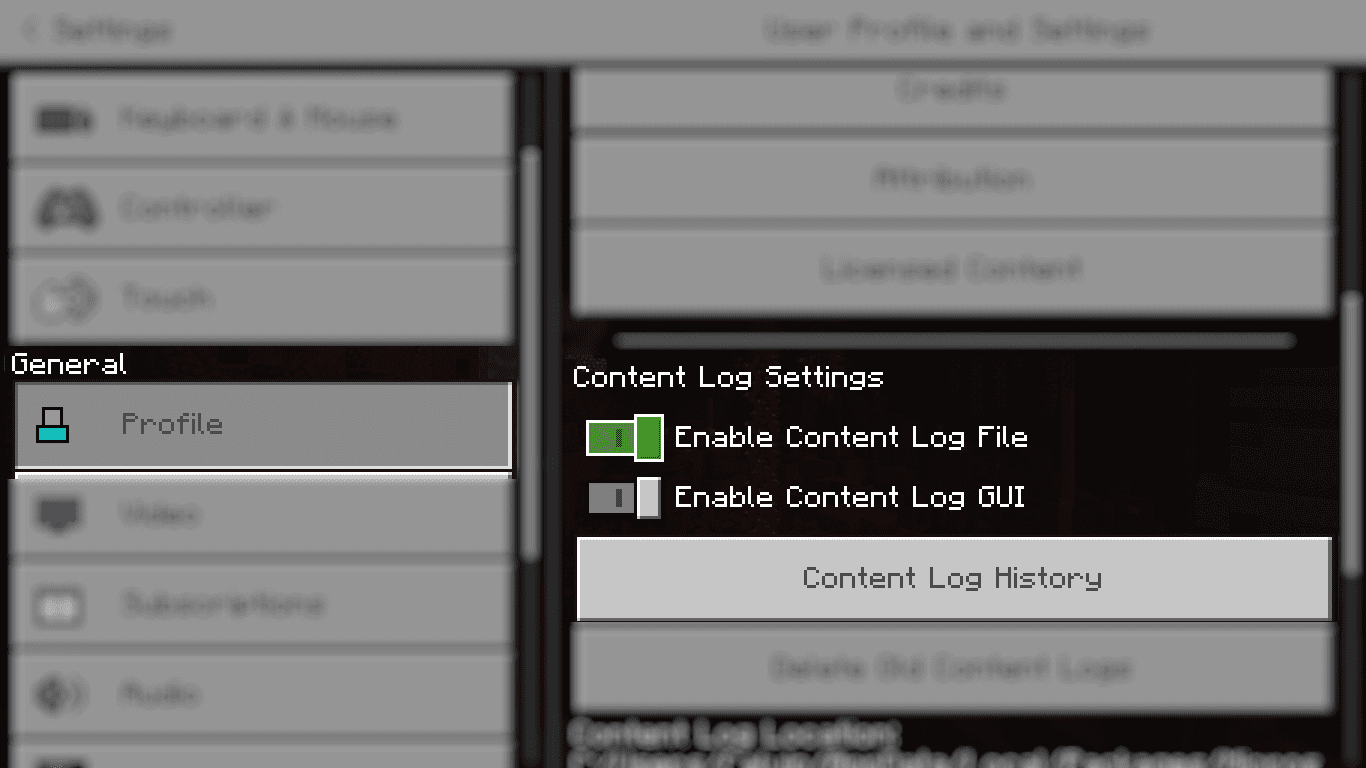 Settings
User Profile and Settings
Keyboard & Mouse
Controller
Touch
General
Profile
Video
Subscriptions
Audio
Credits
Attribution
Licensed Content
Content Log Settings
Enable Content Log File
Enable Content Log GUI
Content Log History
Delete Old Content Logs
Content Log Location: